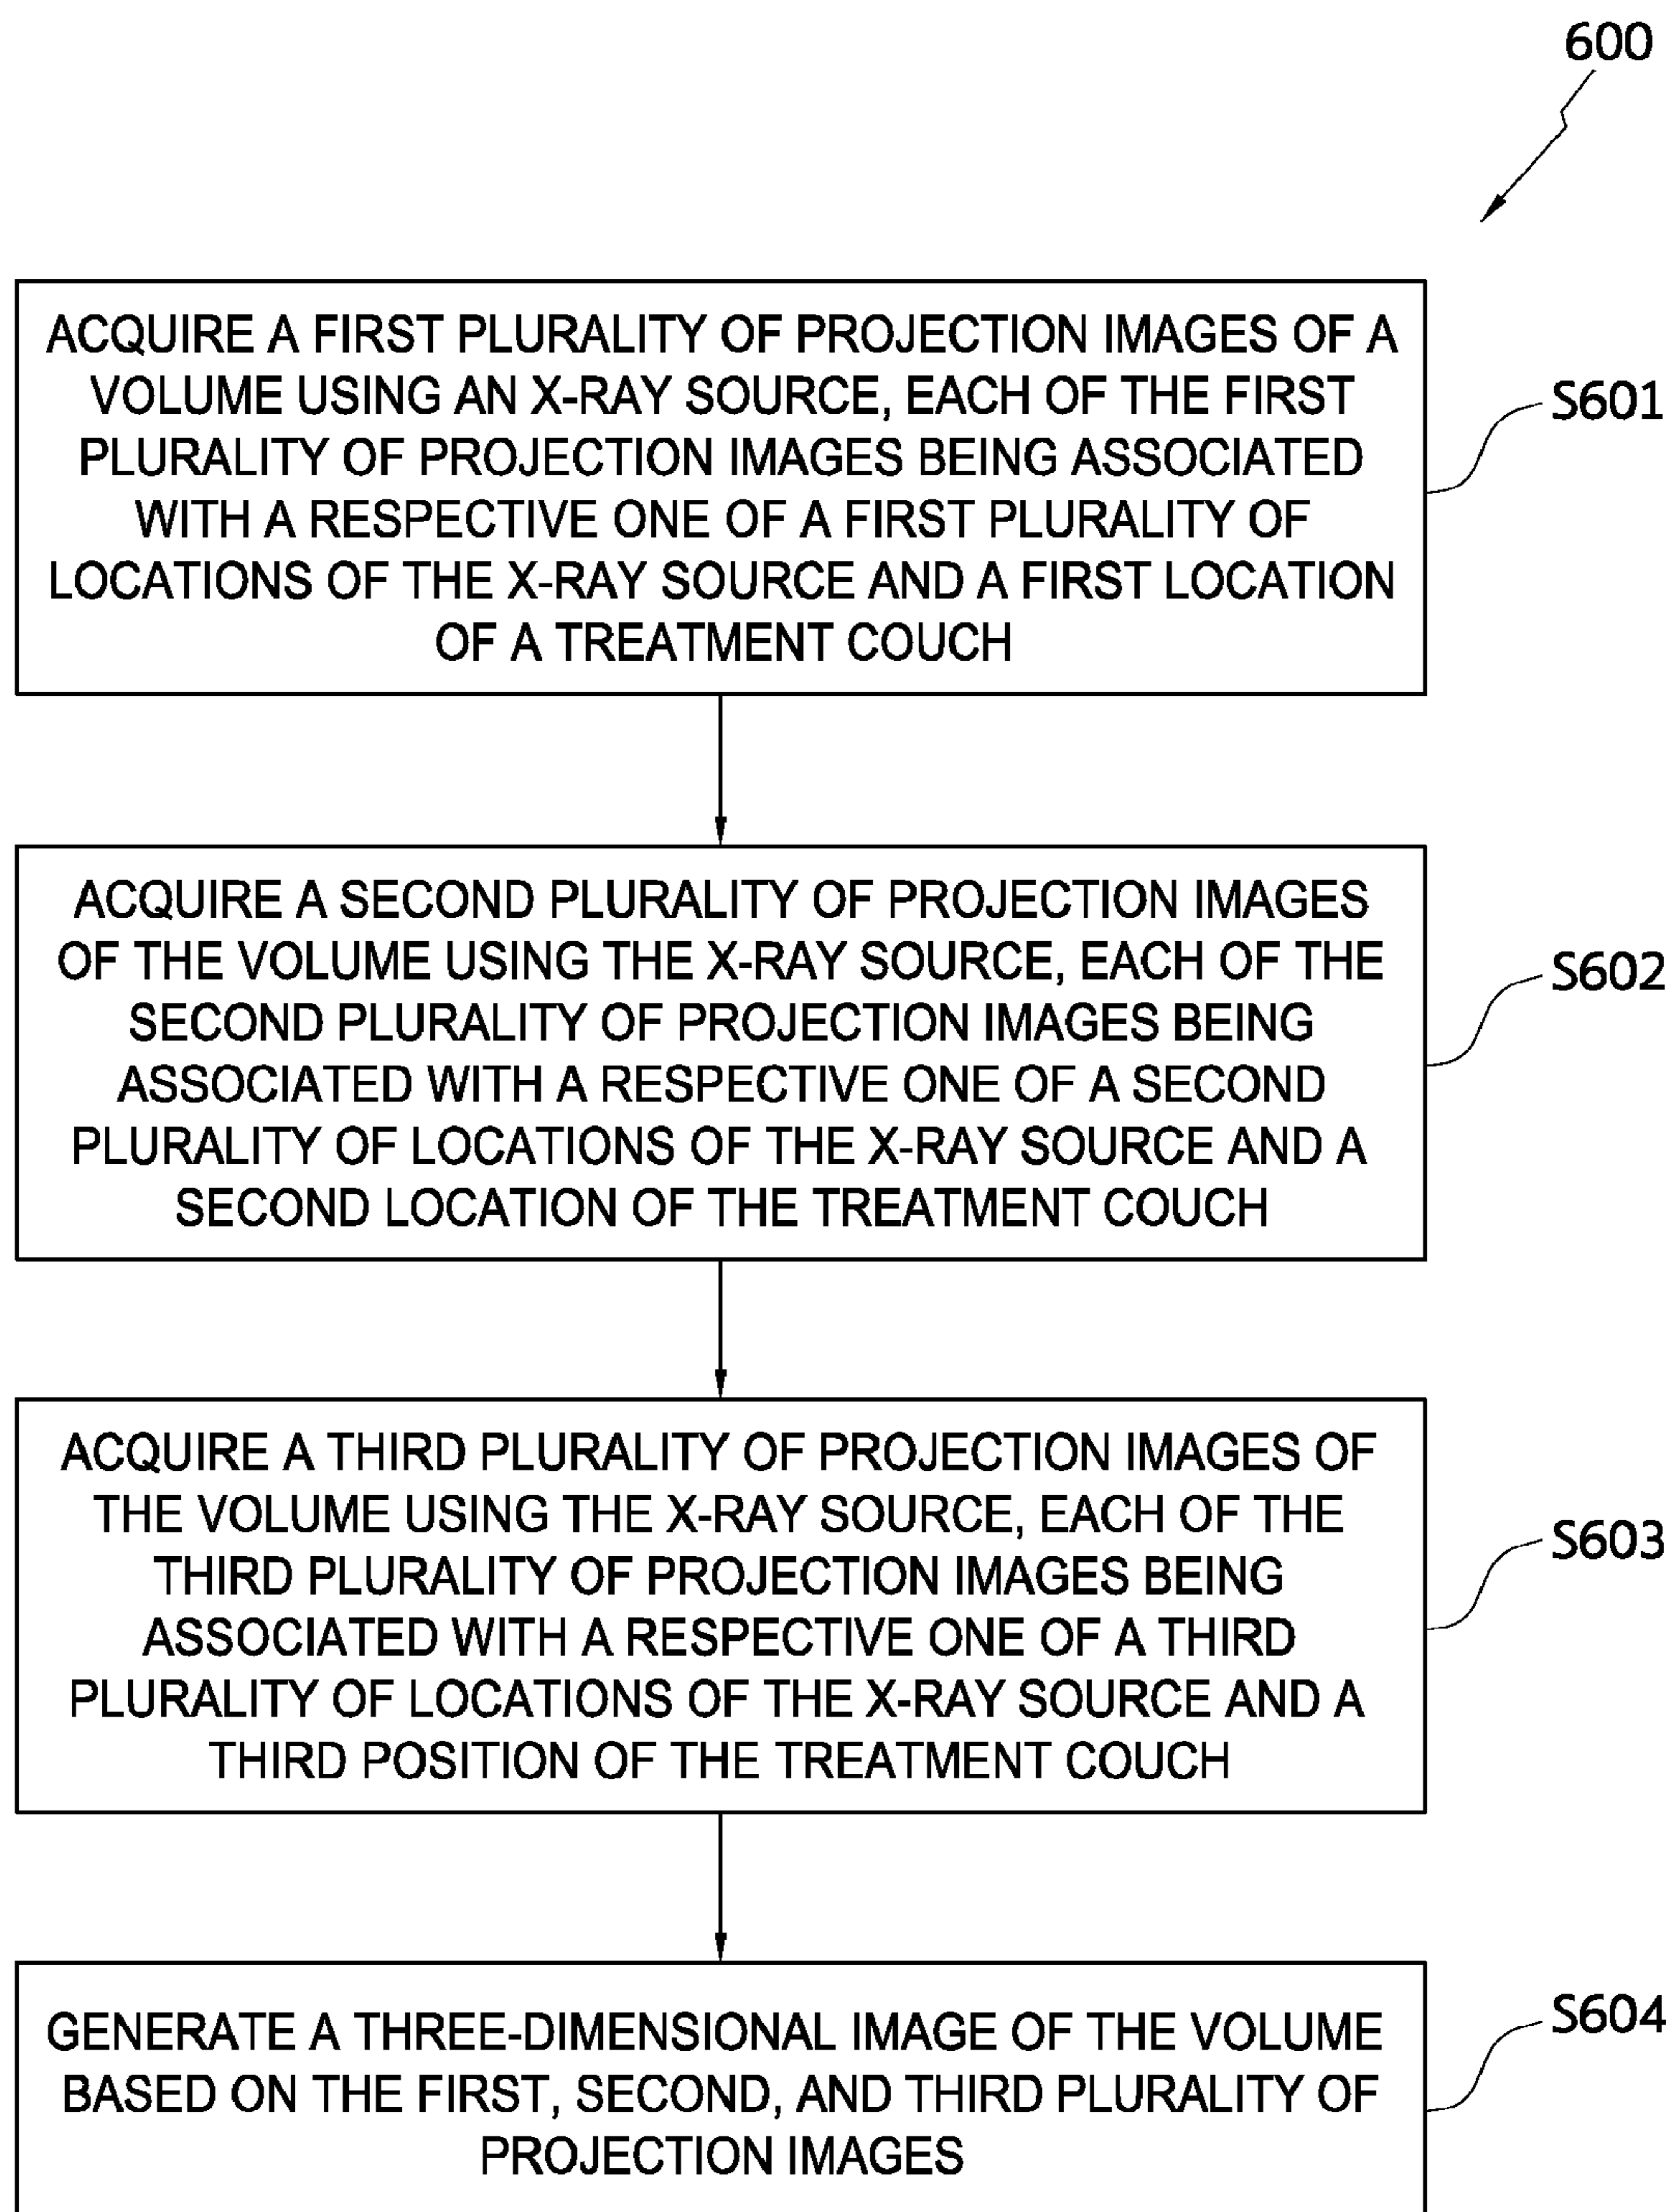 600
ACQUIRE A FIRST PLURALITY OF PROJECTION IMAGES OF A
VOLUME USING AN X-RAY SOURCE, EACH OF THE FIRST
PLURALITY OF PROJECTION IMAGES BEING ASSOCIATED
WITH A RESPECTIVE ONE OF A FIRST PLURALITY OF
LOCATIONS OF THE X-RAY SOURCE AND A FIRST LOCATION
OF A TREATMENT COUCH
S601
ACQUIRE A SECOND PLURALITY OF PROJECTION IMAGES
OF THE VOLUME USING THE X-RAY SOURCE, EACH OF THE
SECOND PLURALITY OF PROJECTION IMAGES BEING
ASSOCIATED WITH A RESPECTIVE ONE OF A SECOND
PLURALITY OF LOCATIONS OF THE X-RAY SOURCE AND A
SECOND LOCATION OF THE TREATMENT COUCH
S602
ACQUIRE A THIRD PLURALITY OF PROJECTION IMAGES OF
THE VOLUME USING THE X-RAY SOURCE, EACH OF THE
THIRD PLURALITY OF PROJECTION IMAGES BEING
ASSOCIATED WITH A RESPECTIVE ONE OF A THIRD
PLURALITY OF LOCATIONS OF THE X-RAY SOURCE AND A
THIRD POSITION OF THE TREATMENT COUCH
S603
GENERATE A THREE-DIMENSIONAL IMAGE OF THE VOLUME
BASED ON THE FIRST, SECOND, AND THIRD PLURALITY OF
PROJECTION IMAGES
S604